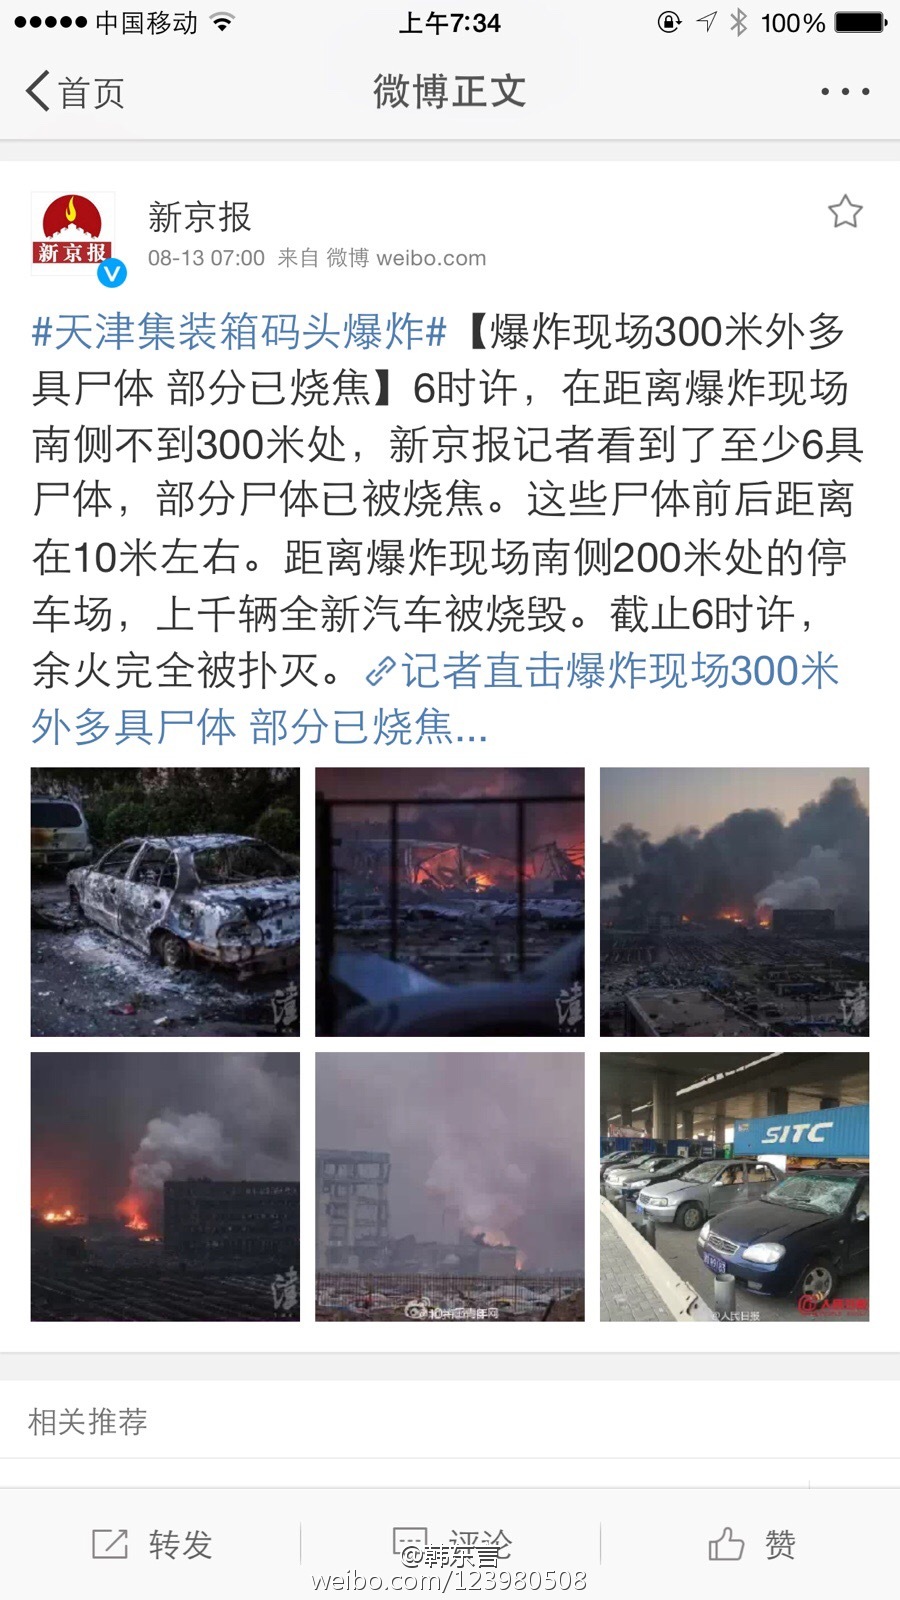 中国移动 上午7:34 100%
首页 微博正文
新京报
新京报
08-13 07:00 来自 微博 weibo.com
#天津集装箱码头爆炸#【爆炸现场300米外多
具尸体 部分已烧焦】6时许，在距离爆炸现场
南侧不到300米处，新京报记者看到了至少6具
尸体，部分尸体已被烧焦。这些尸体前后距离
在10米左右。距离爆炸现场南侧200米处的停
车场，上千辆全新汽车被烧毁。截止6时许，
余火完全被扑灭。记者直击爆炸现场300米
外多具尸体 部分已烧焦...
SITC
@人民日报
相关推荐
转发 评论 赞
@韩东言
weibo.com/123980508